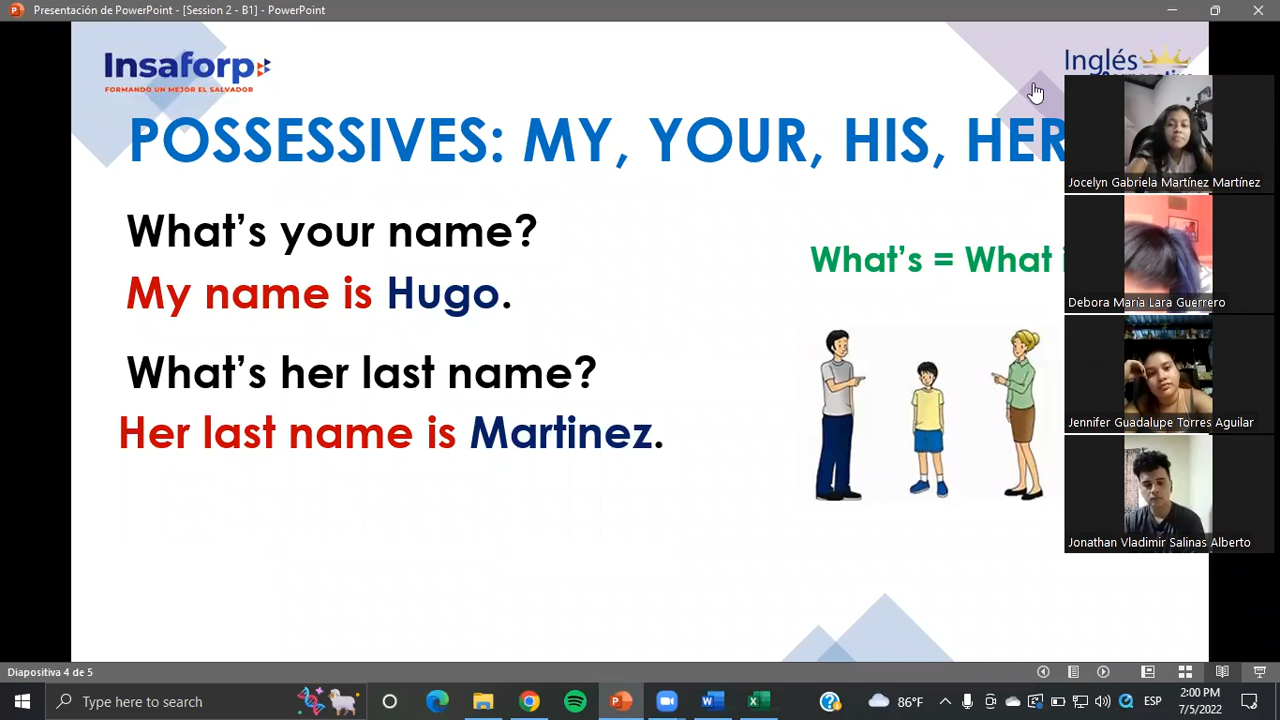 Presentación de PowerPoint - [Session 2 - B1] - PowerPoint
Insaforp
FORMANDO UN MEJOR EL SALVADOR
Inglés
POSSESSIVES: MY, YOUR, HIS, HER
What's your name?
My name is Hugo.
What's = What
What's her last name?
Her last name is Martinez.
Jocelyn Gabriela Martínez Martínez
Debora María Lara Guerrero
Jennifer Guadalupe Torres Aguilar
Jonathan Vladimir Salinas Alberto
Diapositiva 4 de 5
Type here to search
86°F
ESP
2:00 PM
7/5/2022